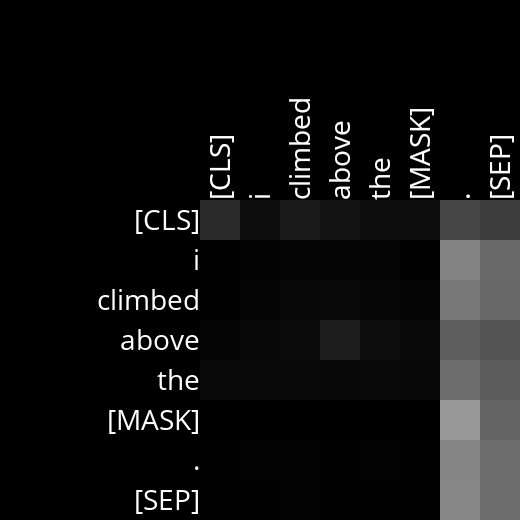 [CLS] i climbed above the [MASK] . [SEP]
[CLS]
i
climbed
above
the
[MASK]
.
[SEP]